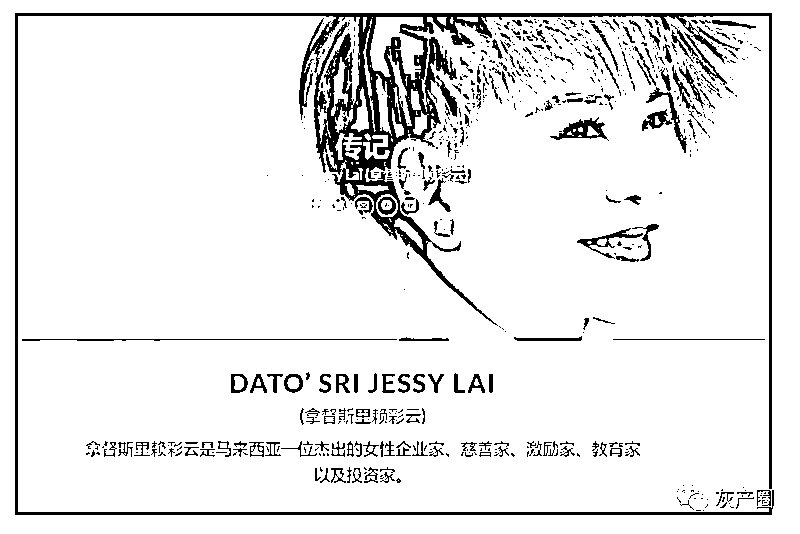 传记
DATO' SRI JESSY LAI
(拿督斯里赖彩云)
拿督斯里赖彩云是马来西亚一位杰出的女性企业家、慈善家、激励家、教育家
以及投资家。
灰产圈